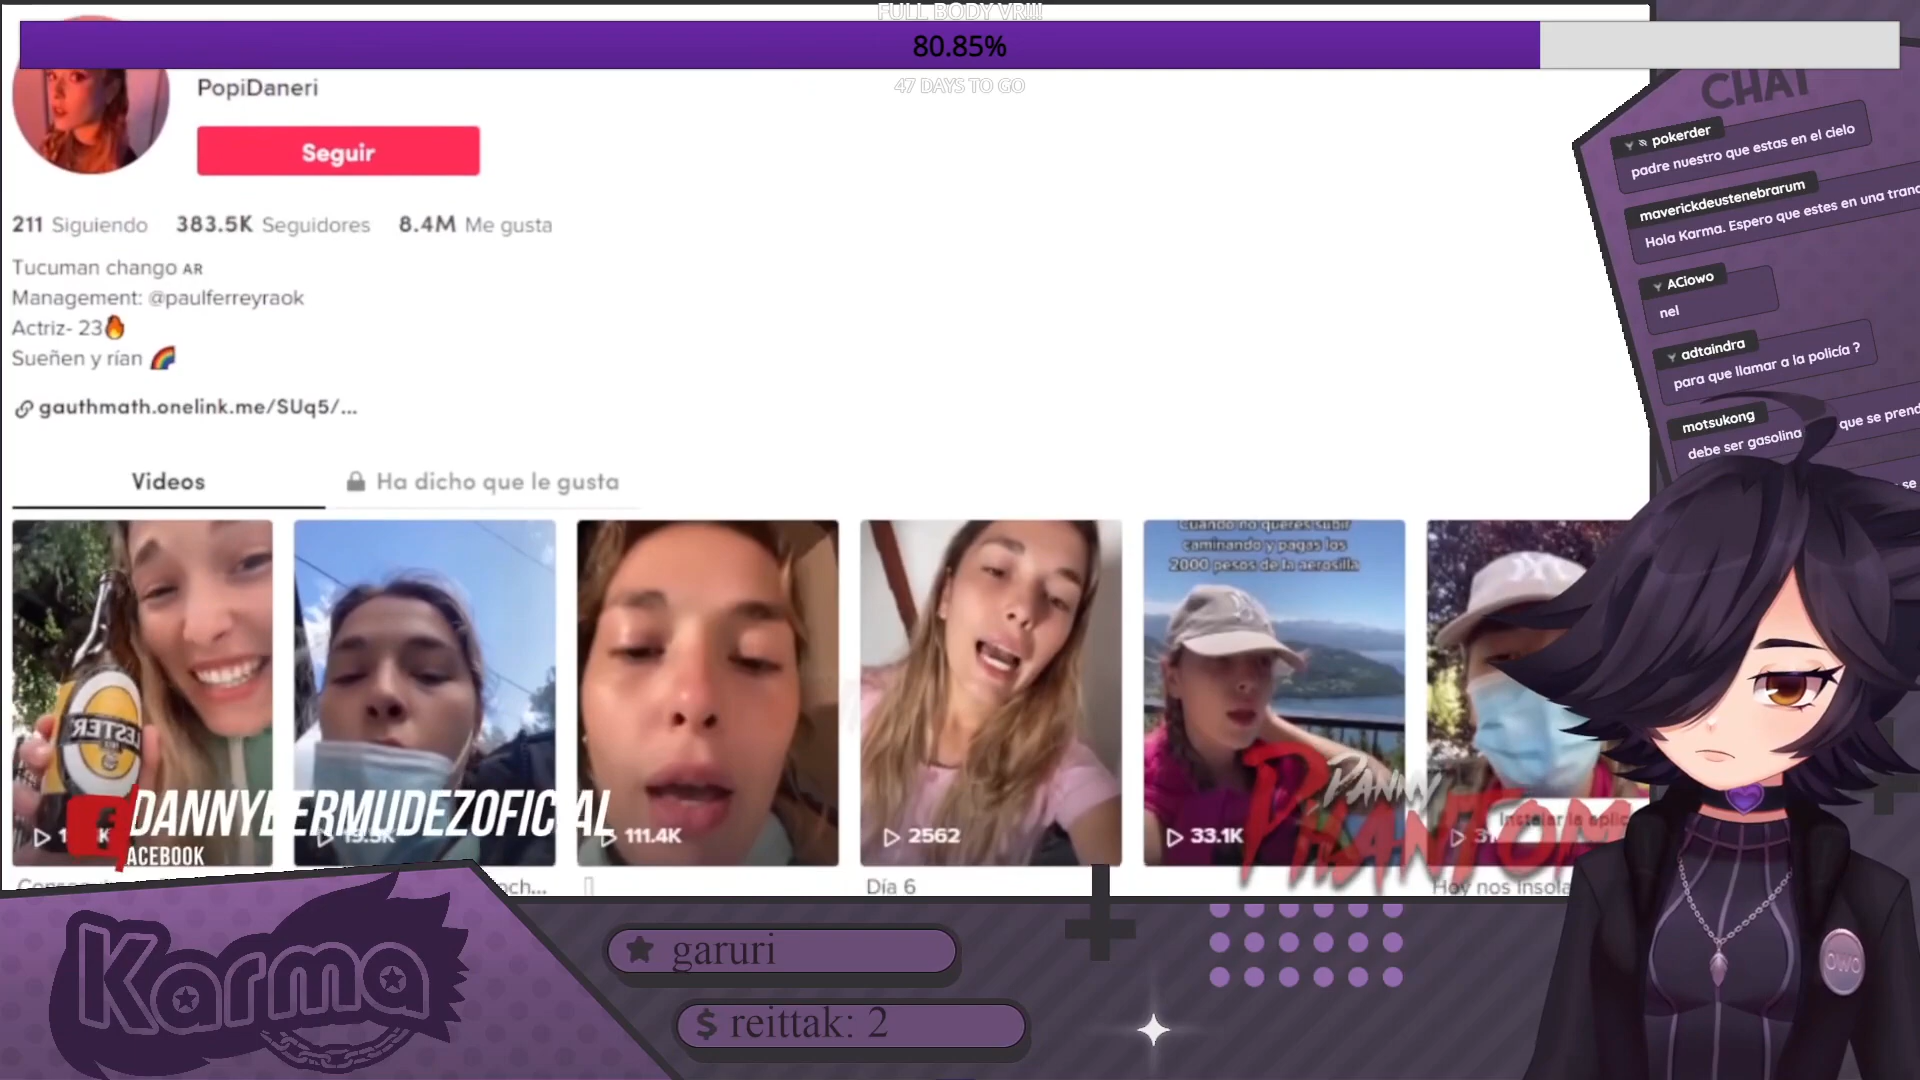 FULL BODY VR!!!
80.85%
47 DAYS TO GO
PopiDaneri
Seguir
211 Siguiendo 383.5K Seguidores 8.4M Me gusta
Tucuman chango AR
Management: @paulferreyraok
Actriz- 23🔥
Sueñen y rían 🌈
gauthmath.onelink.me/SUq5/...
Videos
Ha dicho que le gusta
Cuando no queres subir
caminando y pagas los
2000 pesos de la aerosilla
DANNYBERMUDEZOFICIAL
FACEBOOK
111.4K
2562
33.1K
DANNY
PHANTOM
Día 6
Hoy nos Insola
CHAT
pokerder
padre nuestro que estas en el cielo
maverickdeustenebrarum
Hola Karma. Espero que estes en una
ACiowo
nel
adtaindra
para que llamar a la policía ?
motsukong
debe ser gasolina que se
se
Karma
garuri
$ reittak: 2
OWO